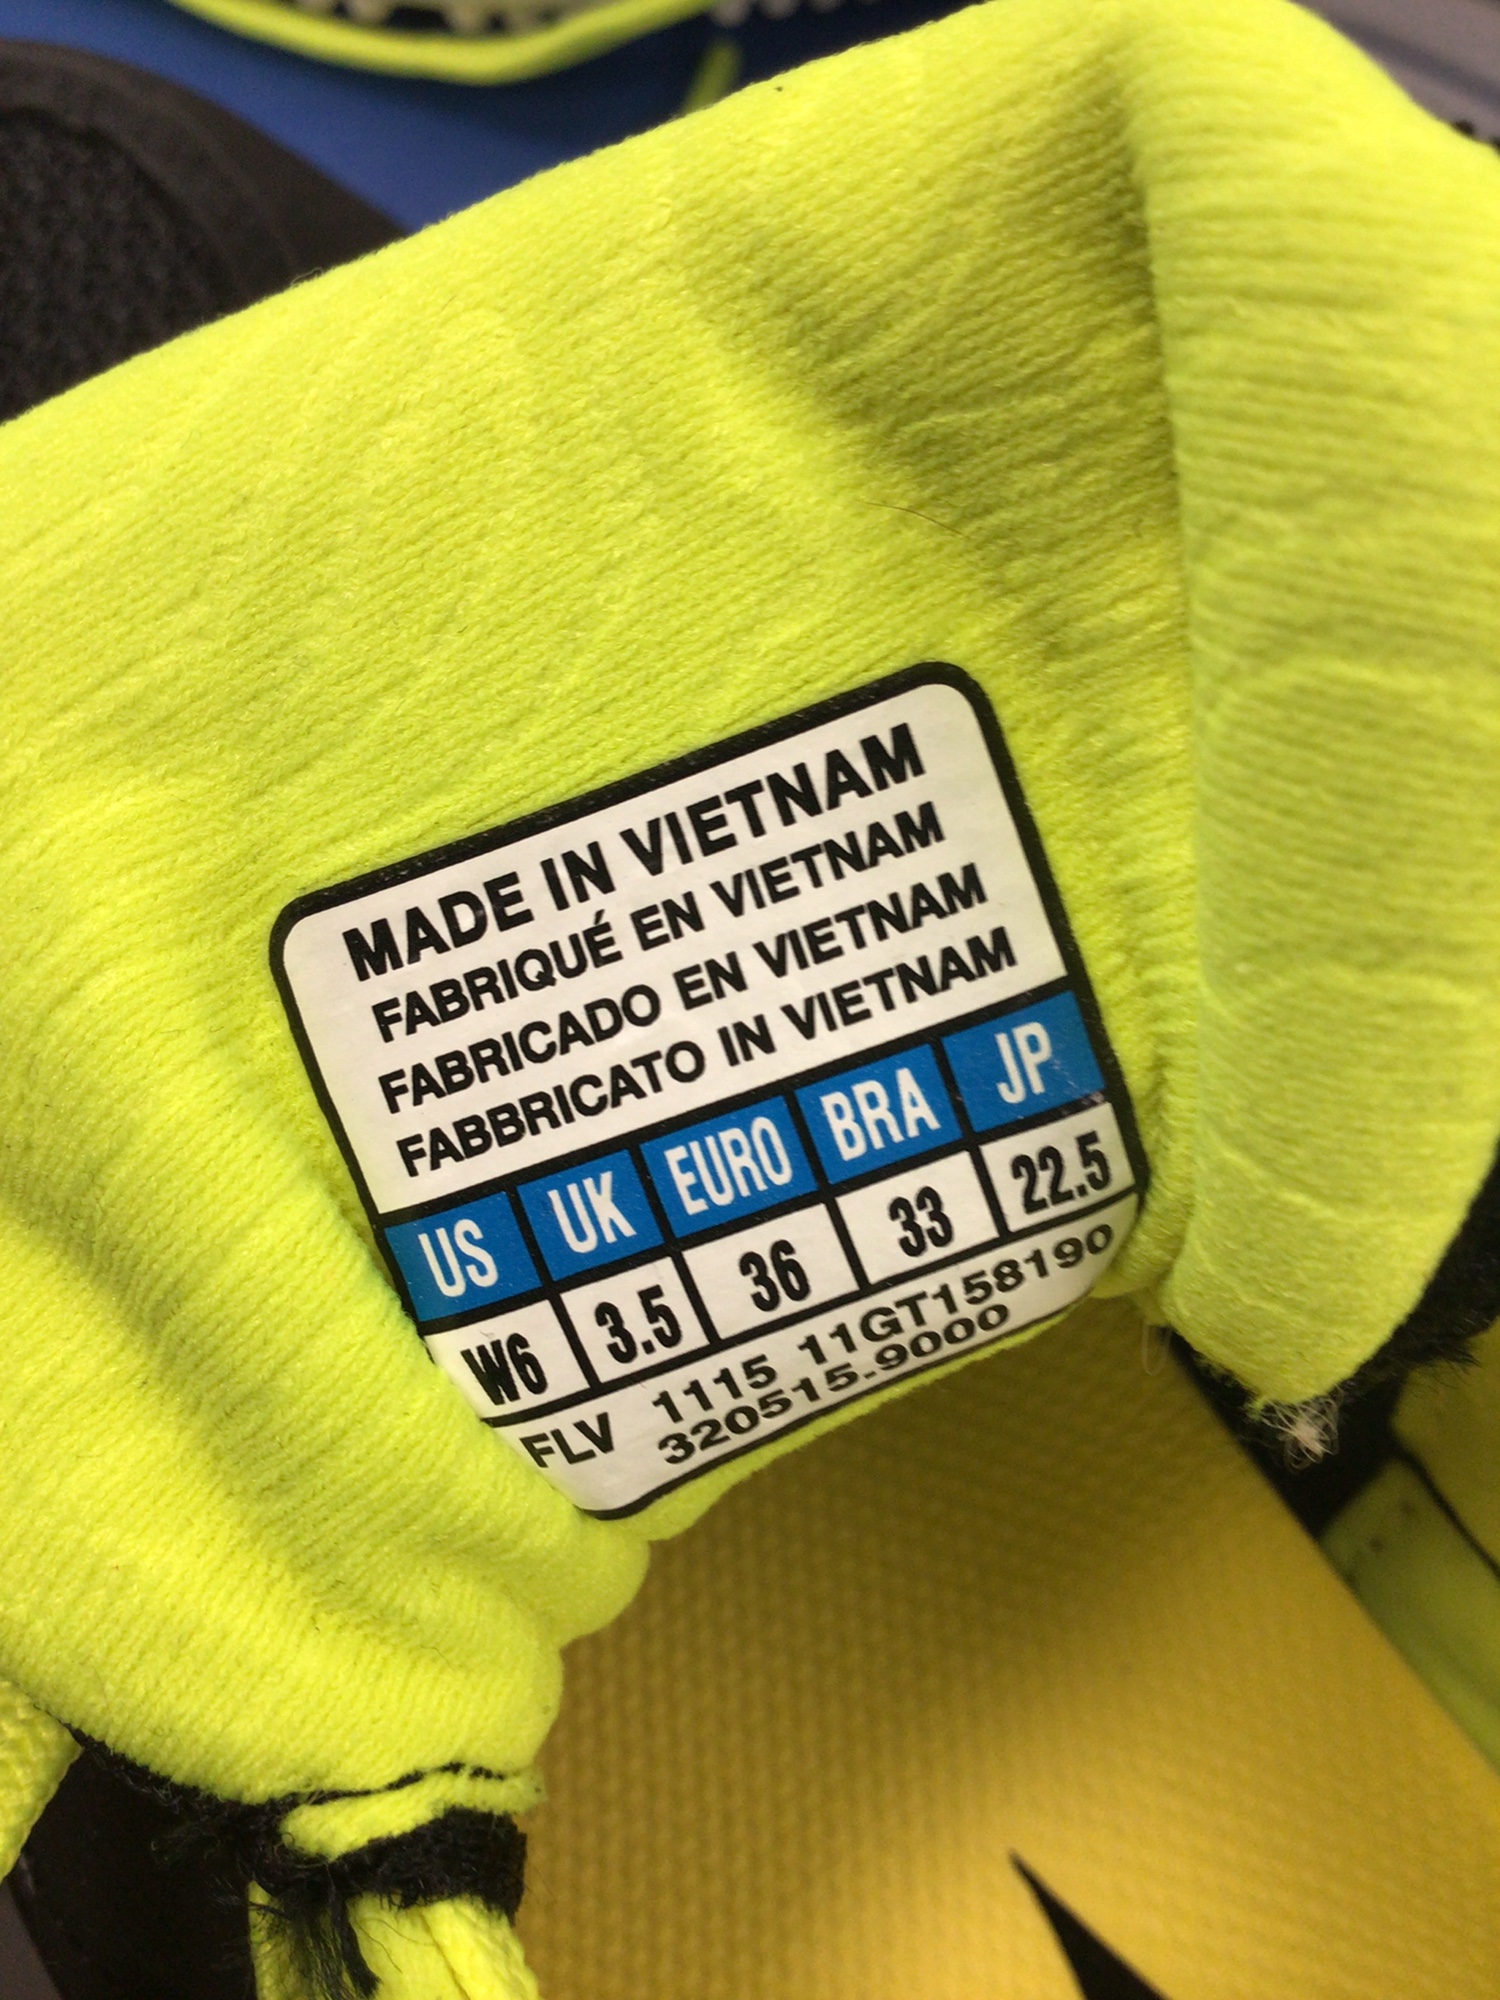 MADE IN VIETNAM
FABRIQUÉ EN VIETNAM
FABRICADO EN VIETNAM
FABBRICATO IN VIETNAM
US UK EURO BRA JP
W6 3.5 36 33 22.5
FLV 1115 11GT158190
320515.9000